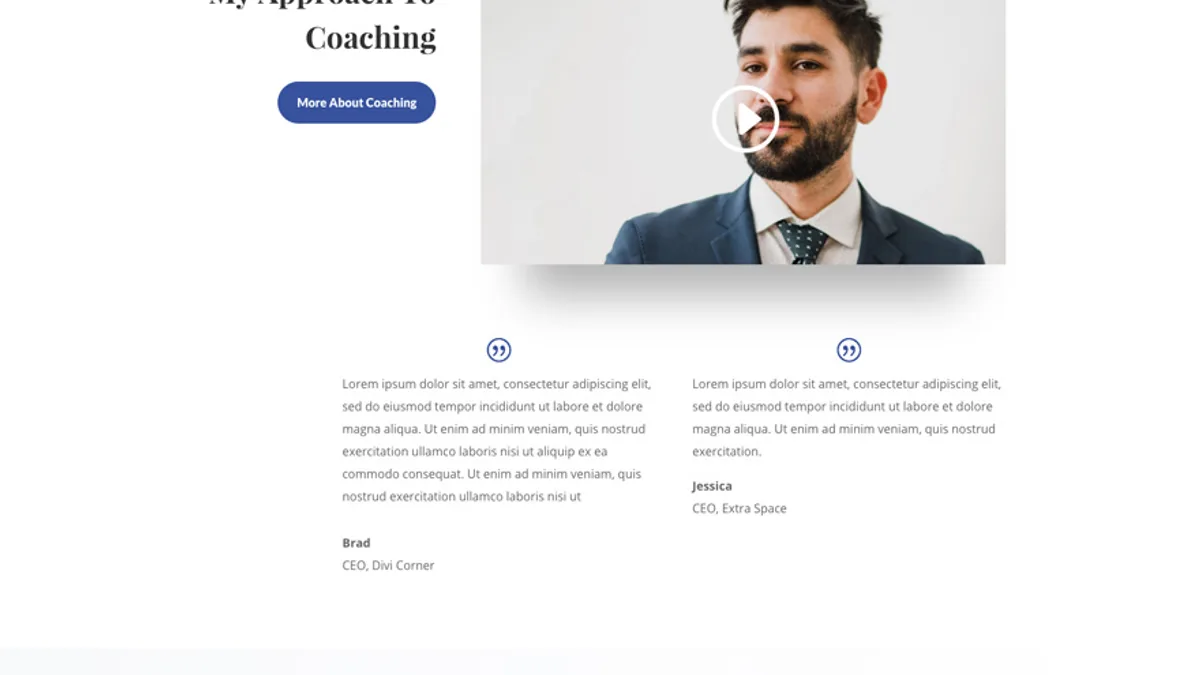 My Approach To
Coaching
More About Coaching
Lorem ipsum dolor sit amet, consectetur adipiscing elit,
sed do eiusmod tempor incididunt ut labore et dolore
magna aliqua. Ut enim ad minim veniam, quis nostrud
exercitation ullamco laboris nisi ut aliquip ex ea
commodo consequat. Ut enim ad minim veniam, quis
nostrud exercitation ullamco laboris nisi ut
Brad
CEO, Divi Corner
Lorem ipsum dolor sit amet, consectetur adipiscing elit,
sed do eiusmod tempor incididunt ut labore et dolore
magna aliqua. Ut enim ad minim veniam, quis nostrud
exercitation.
Jessica
CEO, Extra Space